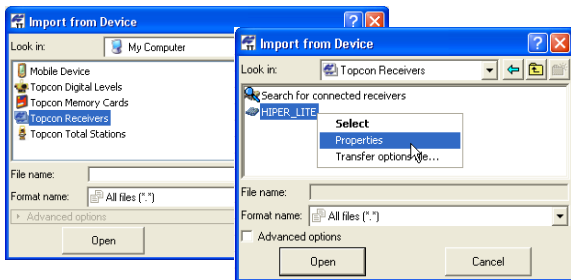 Import from Device
Look in: My Computer
Mobile Device
Topcon Digital Levels
Topcon Memory Cards
Topcon Receivers
Topcon Total Stations
File name:
Format name: All files (*.*)
Advanced options
Open
Import from Device
Look in: Topcon Receivers
Search for connected receivers
HIPER_LITE
Select
Properties
Transfer options file...
File name:
Format name: All files (*.*)
Advanced options
Open Cancel